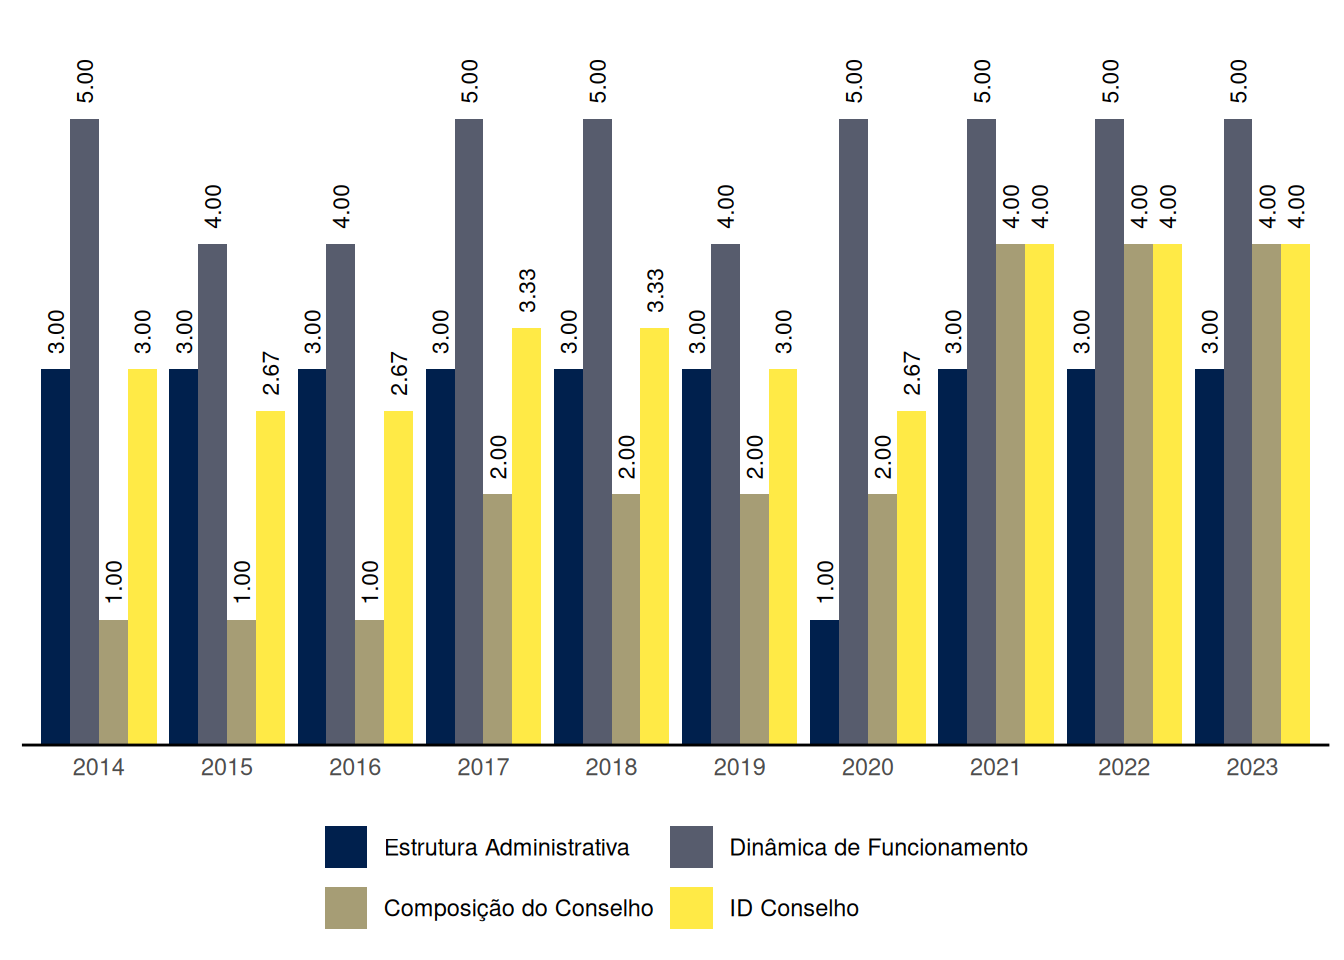 5.00 5.00 5.00 5.00 5.00 5.00 5.00
4.00 4.00 4.00 4.00 4.00 4.00 4.00 4.00 4.00
3.33 3.33
3.00 3.00 3.00 3.00 3.00 3.00 3.00 3.00 3.00 3.00 3.00
2.67 2.67 2.67
2.00 2.00 2.00 2.00
1.00 1.00 1.00 1.00
2014 2015 2016 2017 2018 2019 2020 2021 2022 2023
Estrutura Administrativa Dinâmica de Funcionamento
Composição do Conselho ID Conselho